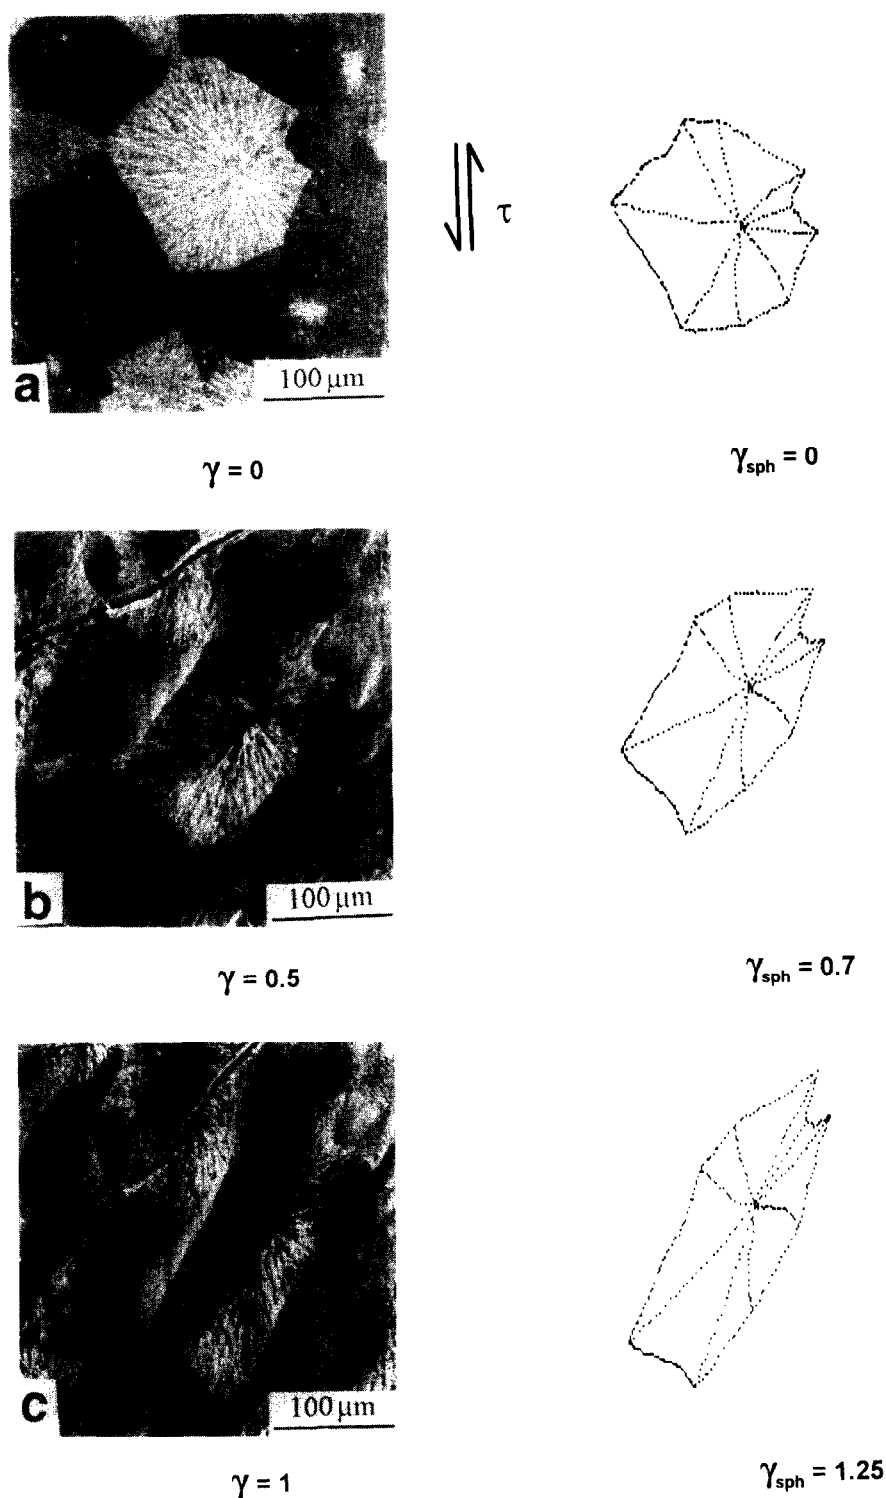 τ
a
100 μm
γ = 0
γsph = 0
b
100 μm
γ = 0.5
γsph = 0.7
c
100 μm
γ = 1
γsph = 1.25